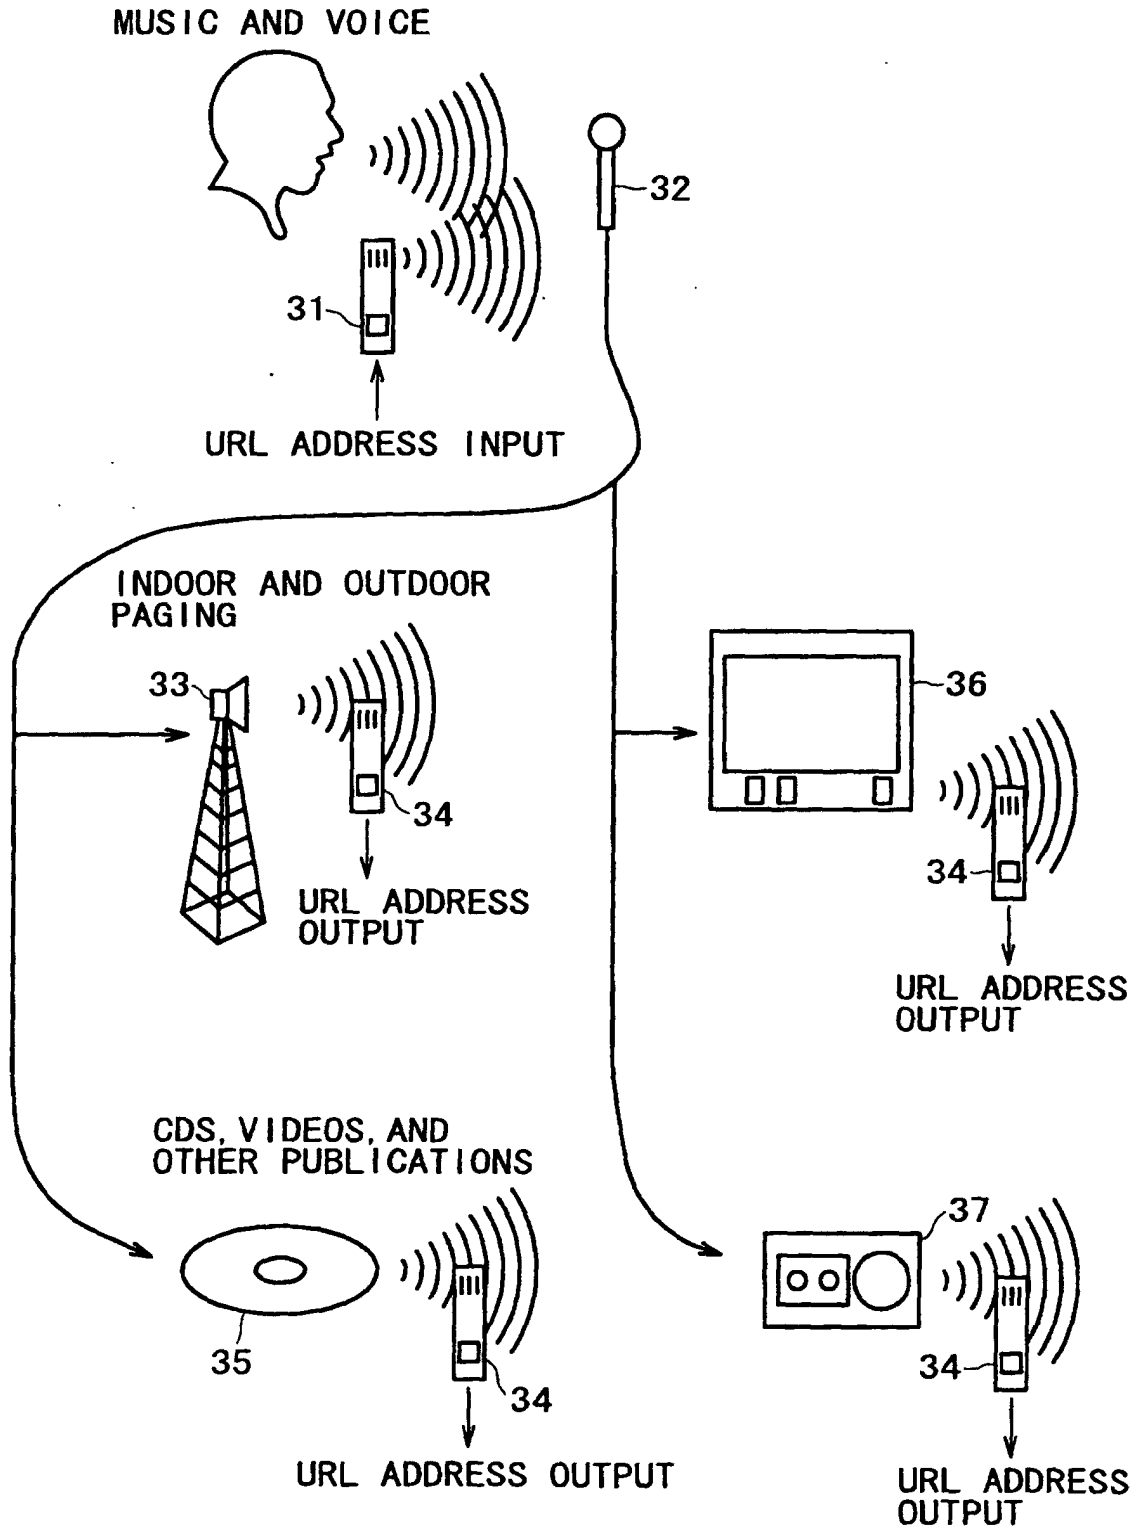 MUSIC AND VOICE
32
31
URL ADDRESS INPUT
INDOOR AND OUTDOOR
PAGING
33
34
URL ADDRESS
OUTPUT
36
34
URL ADDRESS
OUTPUT
CDS, VIDEOS, AND
OTHER PUBLICATIONS
35
34
URL ADDRESS OUTPUT
37
34
URL ADDRESS
OUTPUT